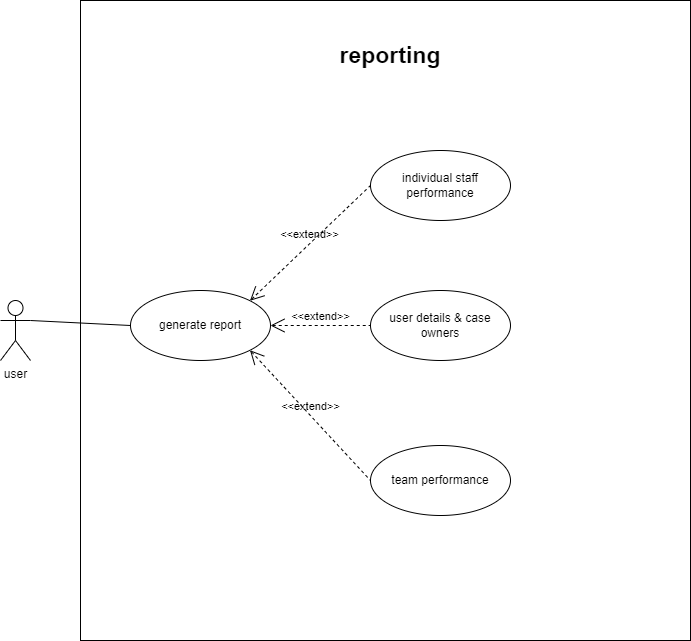 reporting
individual staff
performance
<<extend>>
<<extend>>
user details & case
owners
generate report
user
<<extend>>
team performance